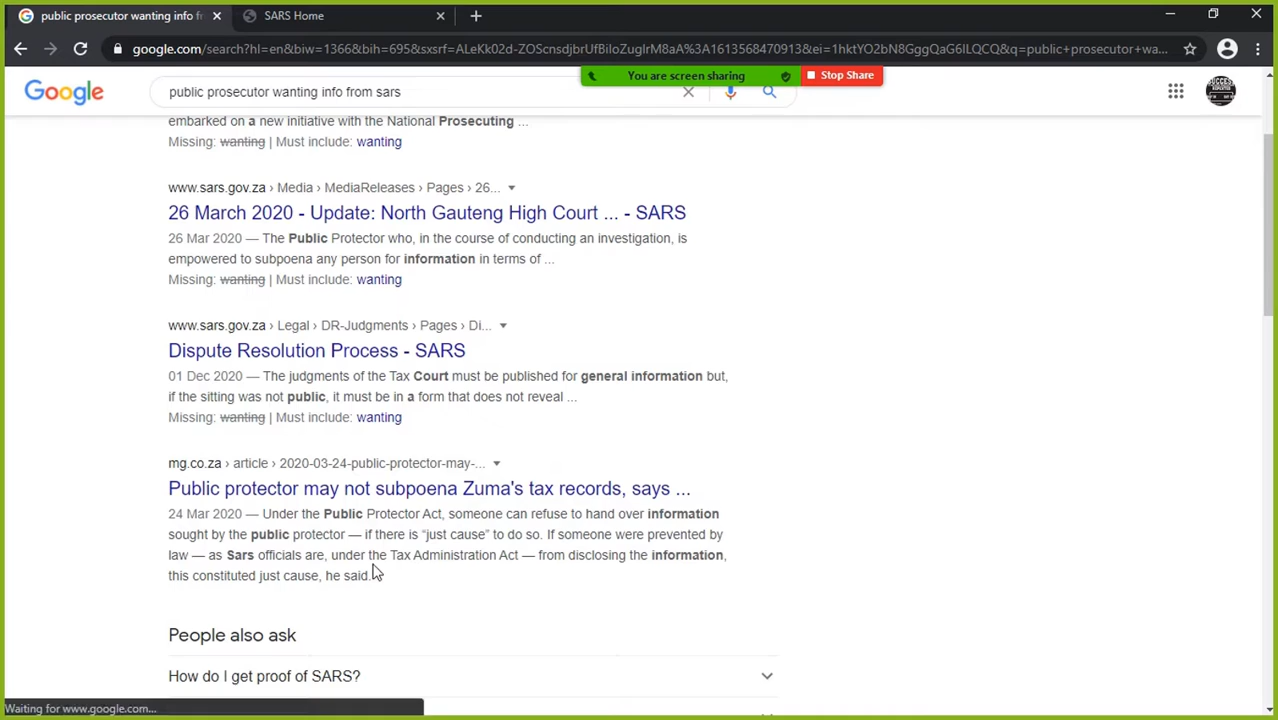 public prosecutor wanting info fr
SARS Home
google.com/search?hl=en&biw=1366&bih=695&sxsrf=ALeKk02d-ZOScnsdjbrUfBiloZuglrM8aA%3A1613568470913&ei=1hktYO2bN8GggQaG6ILQCQ&q=public+prosecutor+wa...
You are screen sharing
Stop Share
Google
public prosecutor wanting info from sars
embarked on a new initiative with the National Prosecuting ...
Missing: wanting | Must include: wanting
www.sars.gov.za › Media › MediaReleases › Pages › 26...
26 March 2020 - Update: North Gauteng High Court ... - SARS
26 Mar 2020 — The Public Protector who, in the course of conducting an investigation, is
empowered to subpoena any person for information in terms of ...
Missing: wanting | Must include: wanting
www.sars.gov.za › Legal › DR-Judgments › Pages › Di...
Dispute Resolution Process - SARS
01 Dec 2020 — The judgments of the Tax Court must be published for general information but,
if the sitting was not public, it must be in a form that does not reveal ...
Missing: wanting | Must include: wanting
mg.co.za › article › 2020-03-24-public-protector-may-...
Public protector may not subpoena Zuma's tax records, says ...
24 Mar 2020 — Under the Public Protector Act, someone can refuse to hand over information
sought by the public protector — if there is “just cause” to do so. If someone were prevented by
law — as Sars officials are, under the Tax Administration Act — from disclosing the information,
this constituted just cause, he said.
People also ask
How do I get proof of SARS?
Waiting for www.google.com...